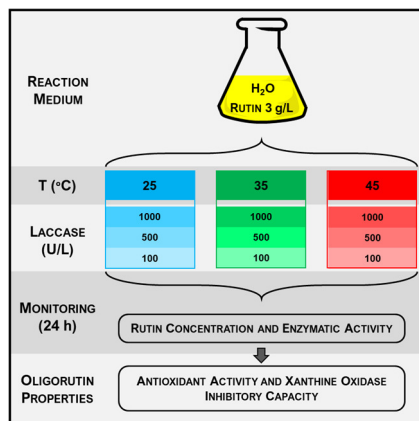 H₂O
RUTIN 3 g/L
REACTION
MEDIUM
T (°C)
25
35
45
LACCASE
(U/L)
1000
1000
1000
500
500
500
100
100
100
MONITORING
(24 h)
RUTIN CONCENTRATION AND ENZYMATIC ACTIVITY
OLIGORUTIN
PROPERTIES
ANTIOXIDANT ACTIVITY AND XANTHINE OXIDASE
INHIBITORY CAPACITY